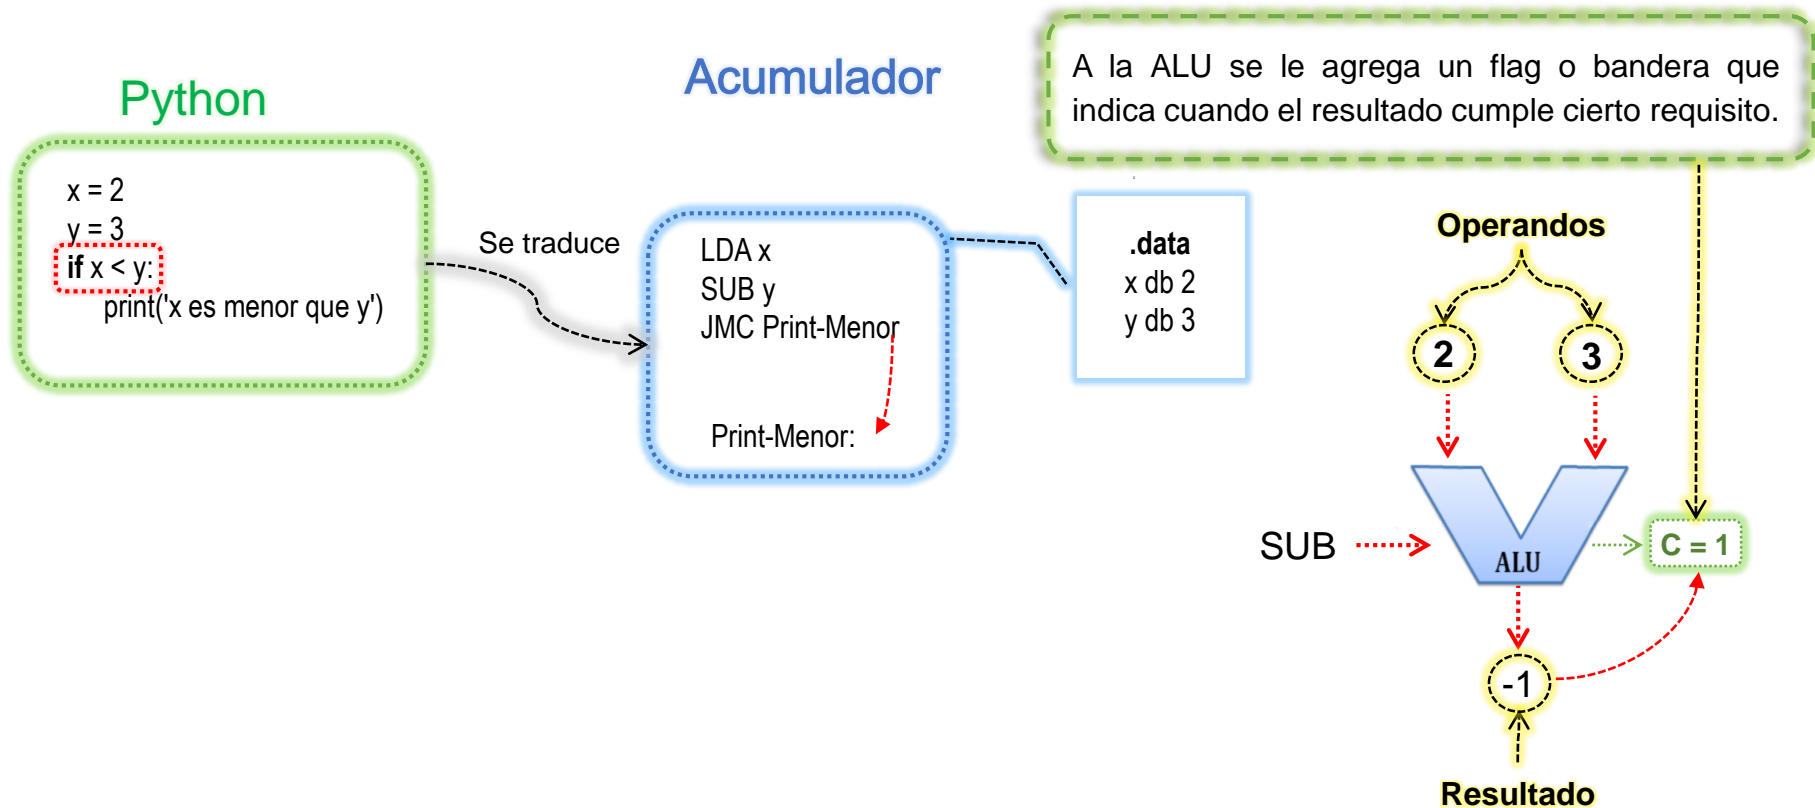 Python
x = 2
y = 3
if x < y:
print('x es menor que y')
Se traduce
Acumulador
LDA x
SUB y
JMC Print-Menor
Print-Menor:
.data
x db 2
y db 3
A la ALU se le agrega un flag o bandera que
indica cuando el resultado cumple cierto requisito.
Operandos
2
3
SUB
ALU
C = 1
-1
Resultado